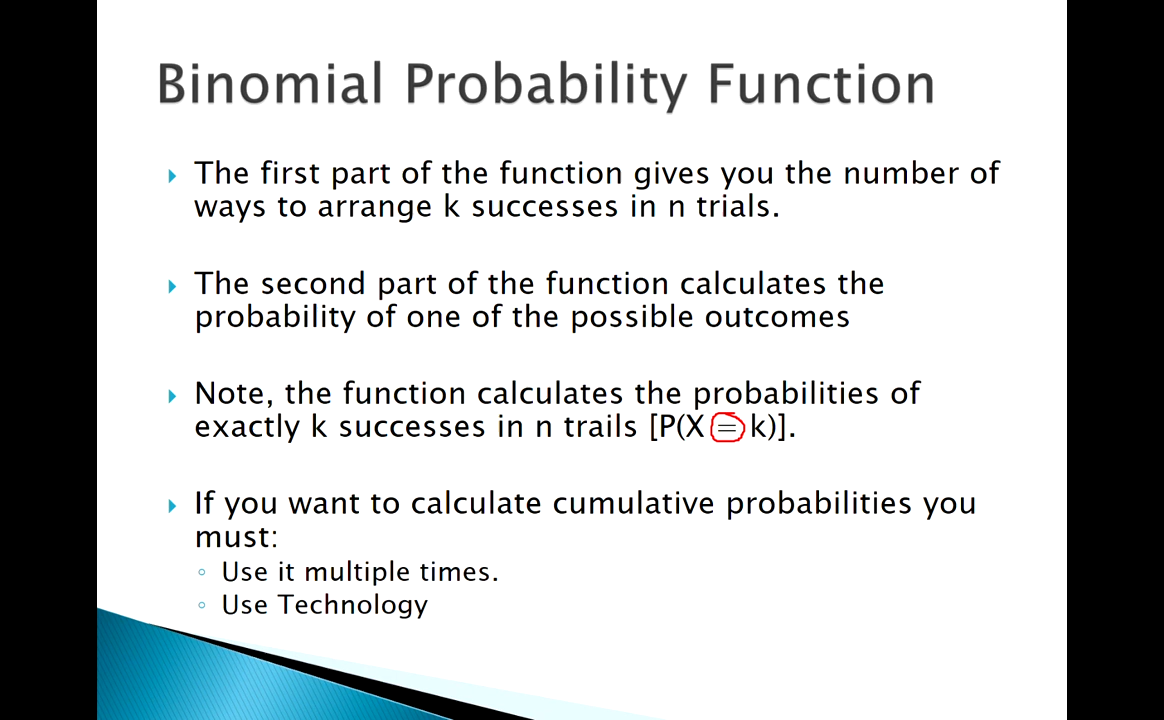 Binomial Probability Function
The first part of the function gives you the number of
ways to arrange k successes in n trials.
The second part of the function calculates the
probability of one of the possible outcomes
Note, the function calculates the probabilities of
exactly k successes in n trails [P(X = k)].
If you want to calculate cumulative probabilities you
must:
Use it multiple times.
Use Technology